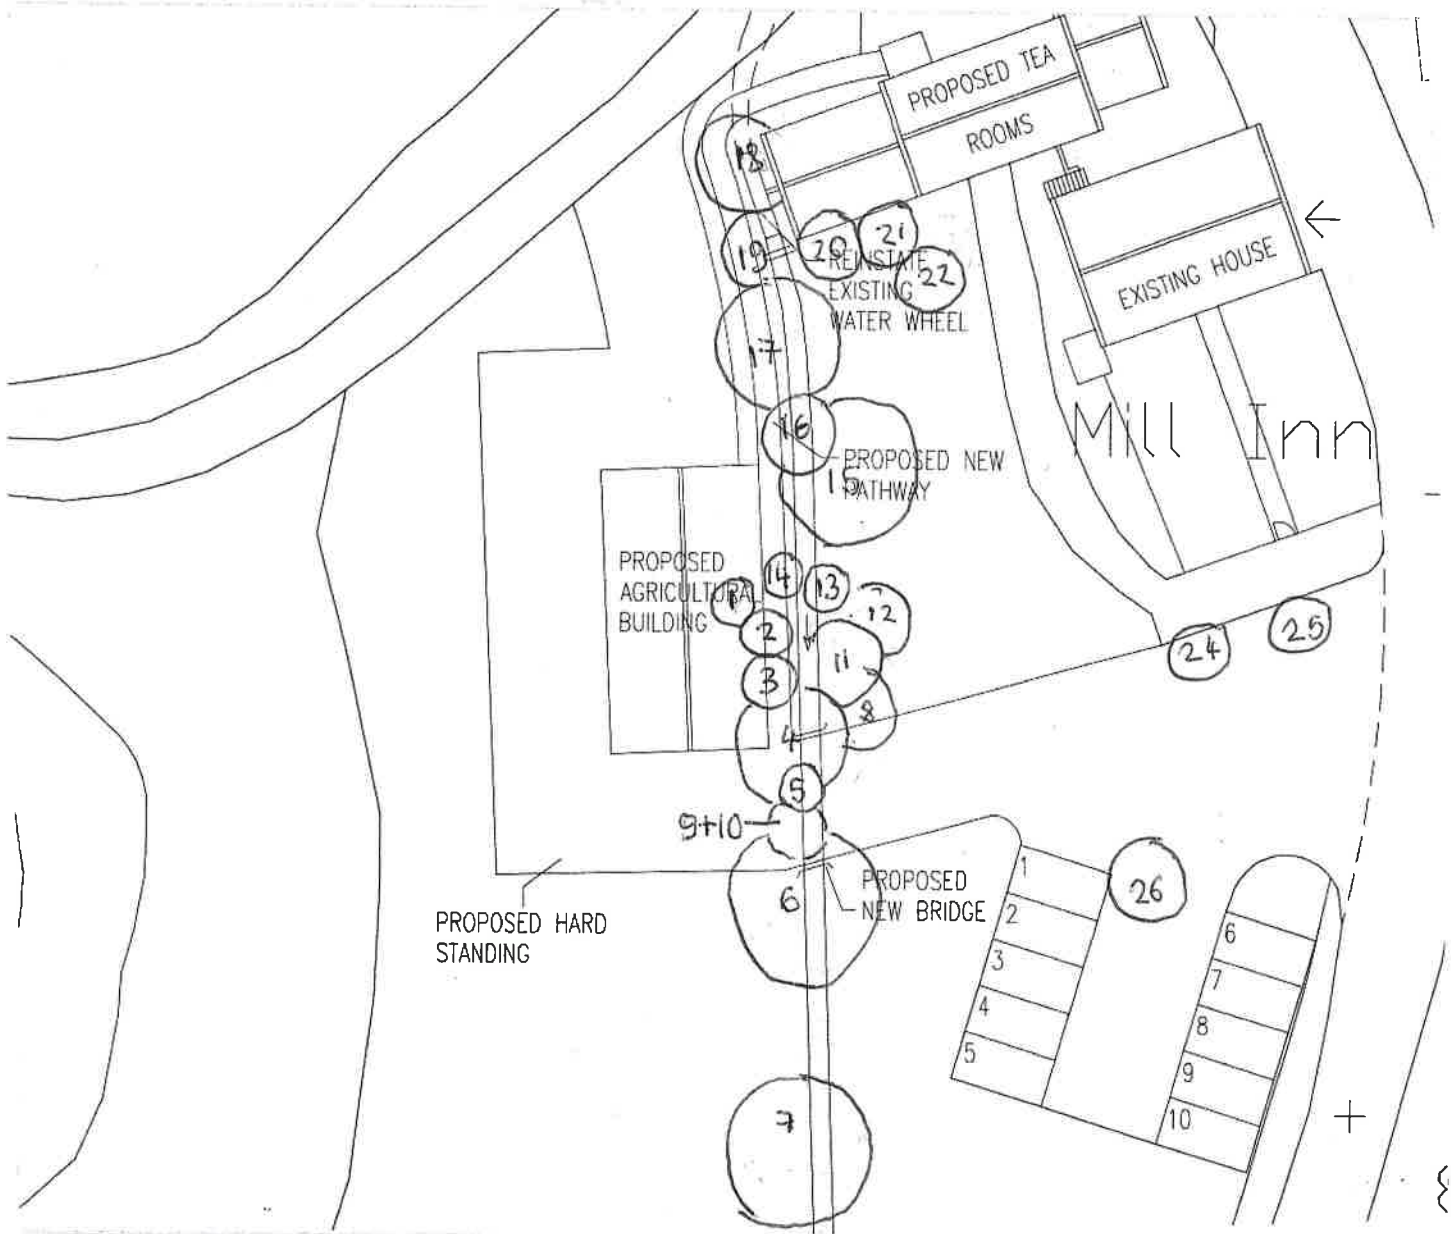 PROPOSED TEA
ROOMS
18
EXISTING HOUSE
19
20
21
22
REINSTATE
EXISTING
WATER WHEEL
17
Mill Inn
16
15
PROPOSED NEW
PATHWAY
PROPOSED
AGRICULTURAL
BUILDING
14
13
1
2
12
11
3
8
4
24
25
5
9+10
6
PROPOSED
NEW BRIDGE
PROPOSED HARD
STANDING
26
1
2
3
4
5
6
7
8
9
10
7